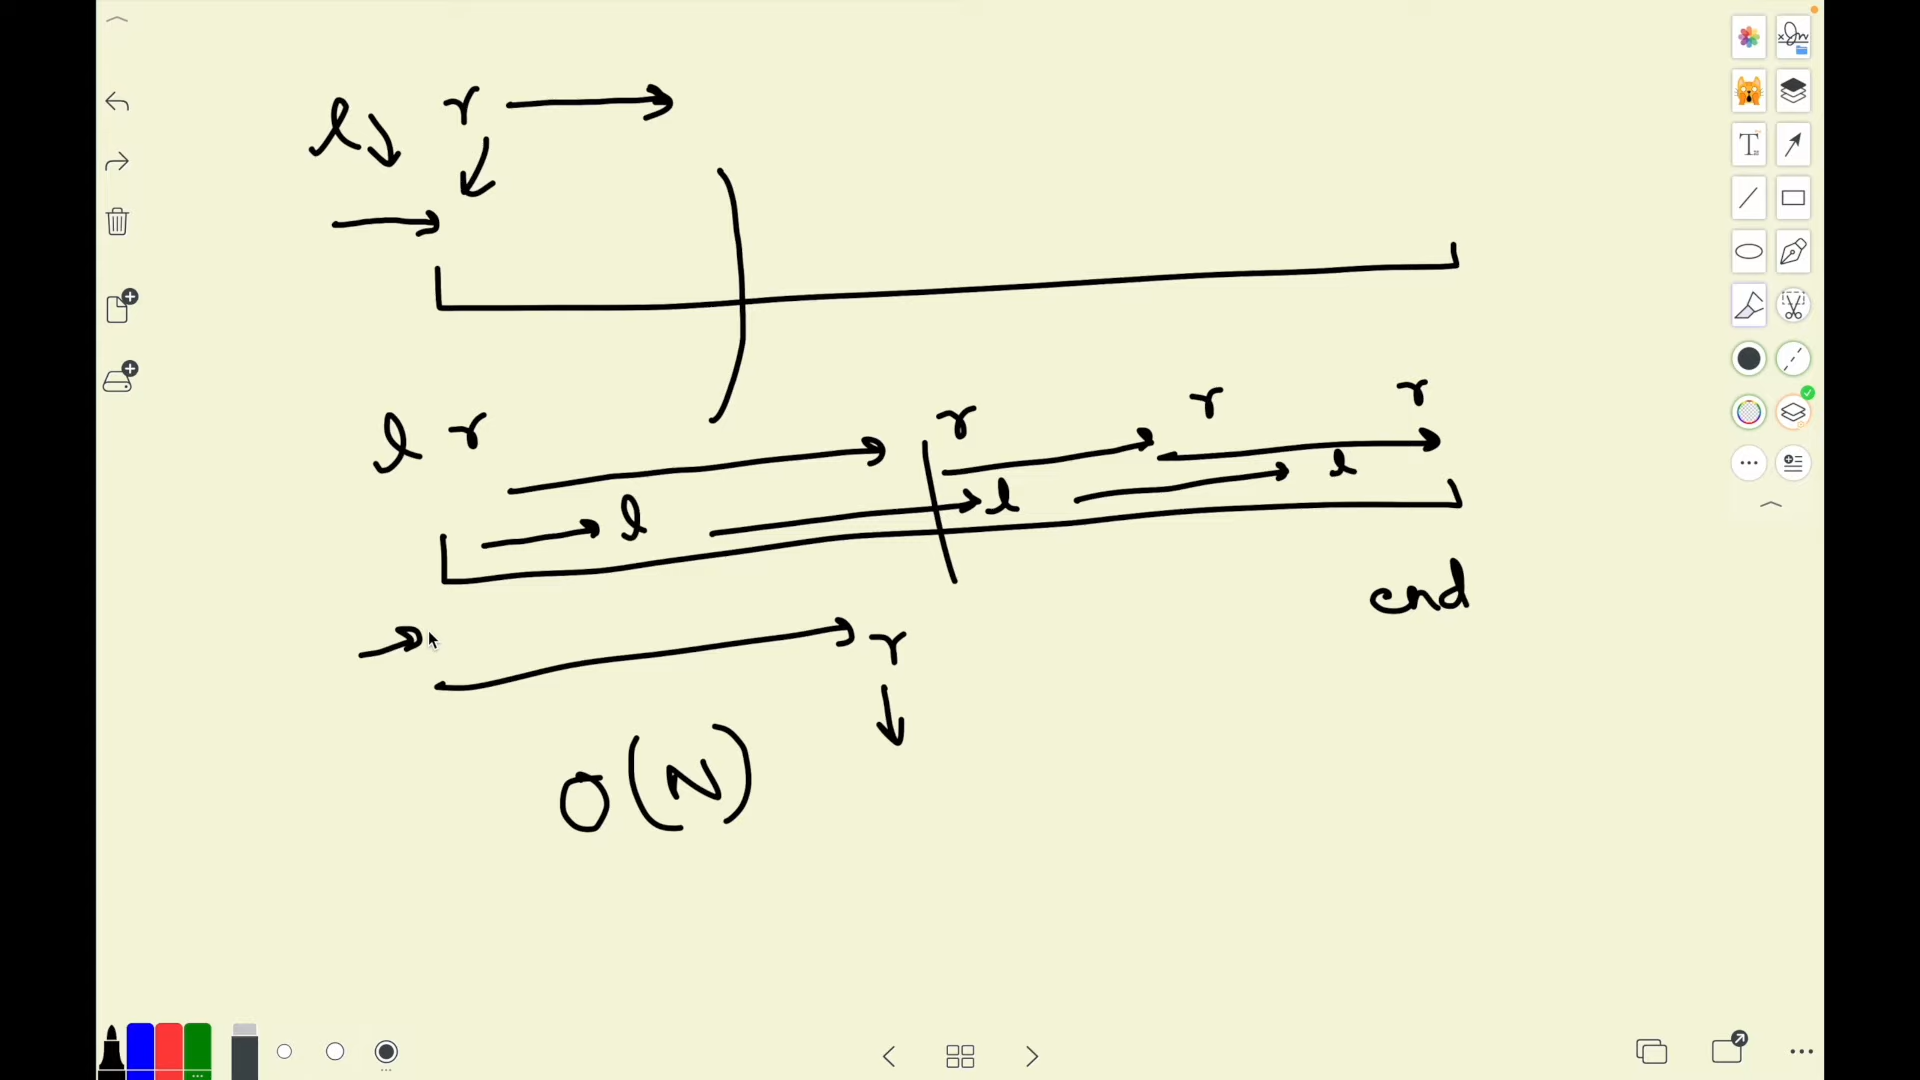 l r
l r r r r
l l l
end
r
O(N)